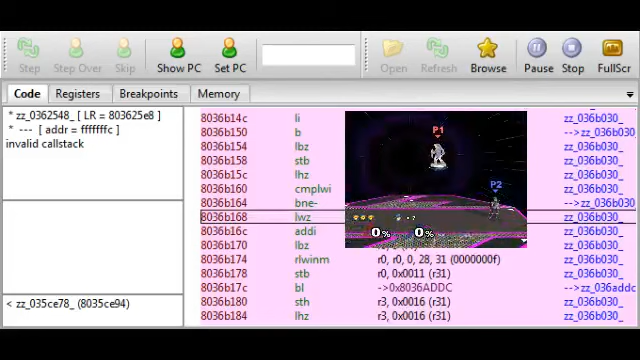 Step Step Over Skip Show PC Set PC Open Refresh Browse Pause Stop FullScr
Code Registers Breakpoints Memory
* zz_0362548_ [ LR = 803625e8 ]
* --- [ addr = fffffffc ]
invalid callstack
< zz_035ce78_ (8035ce94)
8036b14c li zz_036b030_
8036b150 b -->zz_036b0
8036b154 lbz zz_036b030_
8036b158 stb zz_036b030_
8036b15c lhz zz_036b030_
8036b160 cmplwi zz_036b030_
8036b164 bne- -->zz_036b0
8036b168 lwz zz_036b030_
8036b16c addi zz_036b030_
8036b170 lbz zz_036b030_
8036b174 rlwinm r0, r0, 0, 28, 31 (0000000f) zz_036b030_
8036b178 stb r0, 0x0011 (r31) zz_036b030_
8036b17c bl ->0x8036ADDC -->zz_036addc
8036b180 sth r3, 0x0016 (r31) zz_036b030_
8036b184 lhz r3, 0x0016 (r31) zz_036b030_
P1
P2
0% 0%